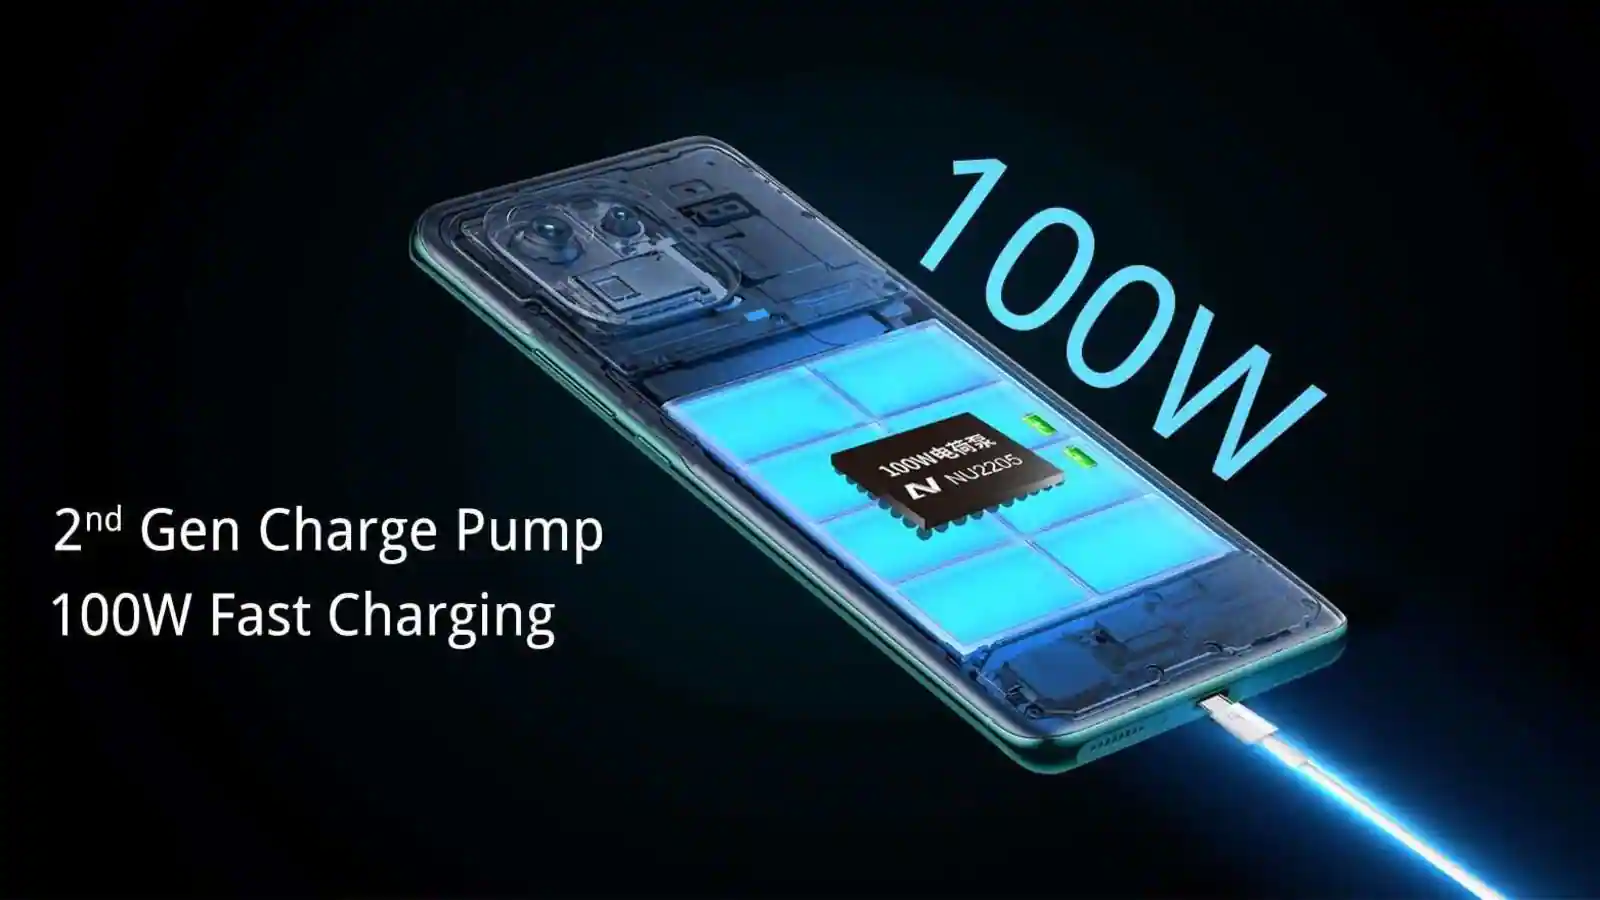 100W
100W电荷泵
NU2205
2nd Gen Charge Pump
100W Fast Charging